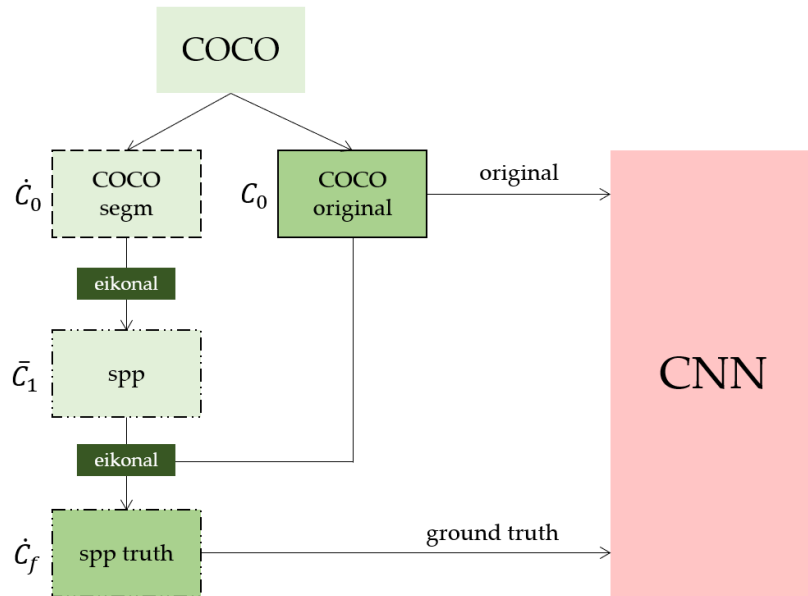 COCO
Ċ₀
COCO
segm
C₀
COCO
original
original
eikonal
C̄₁
spp
CNN
eikonal
Ċf
spp truth
ground truth